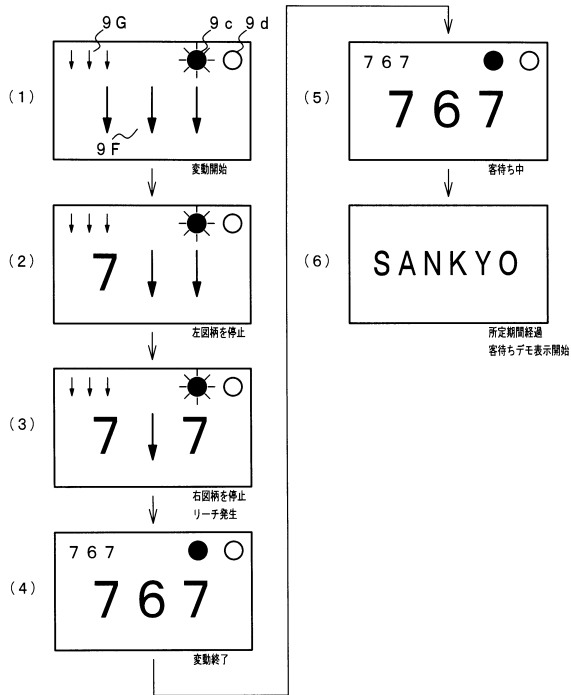 9G
9c 9d
(1)
9F
変動開始
(2)
7
左図柄を停止
(3)
7 7
右図柄を停止
リーチ発生
(4)
767
767
変動終了
(5)
767
767
客待ち中
(6)
SANKYO
所定期間経過
客待ちデモ表示開始